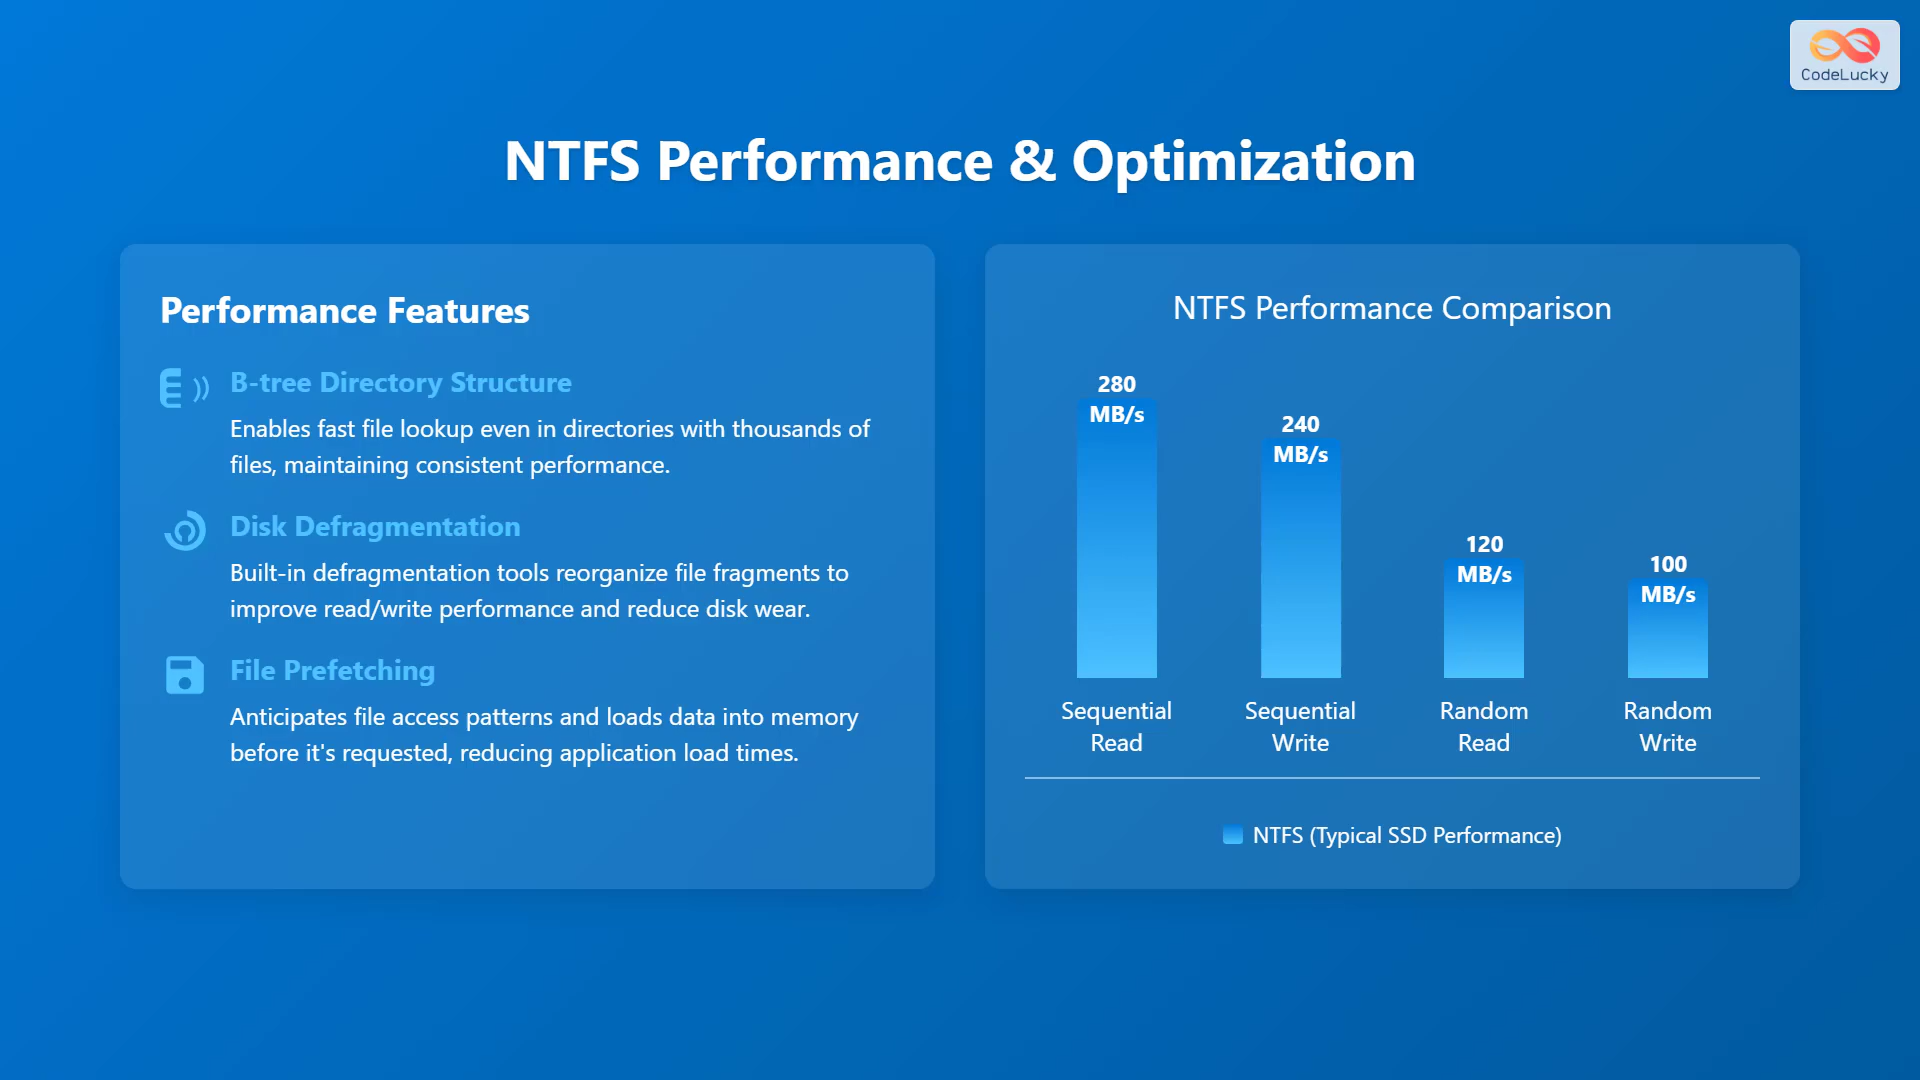 CodeLucky
NTFS Performance & Optimization
Performance Features
B-tree Directory Structure
Enables fast file lookup even in directories with thousands of
files, maintaining consistent performance.
Disk Defragmentation
Built-in defragmentation tools reorganize file fragments to
improve read/write performance and reduce disk wear.
File Prefetching
Anticipates file access patterns and loads data into memory
before it's requested, reducing application load times.
NTFS Performance Comparison
280
MB/s
240
MB/s
120
MB/s
100
MB/s
Sequential
Read
Sequential
Write
Random
Read
Random
Write
NTFS (Typical SSD Performance)